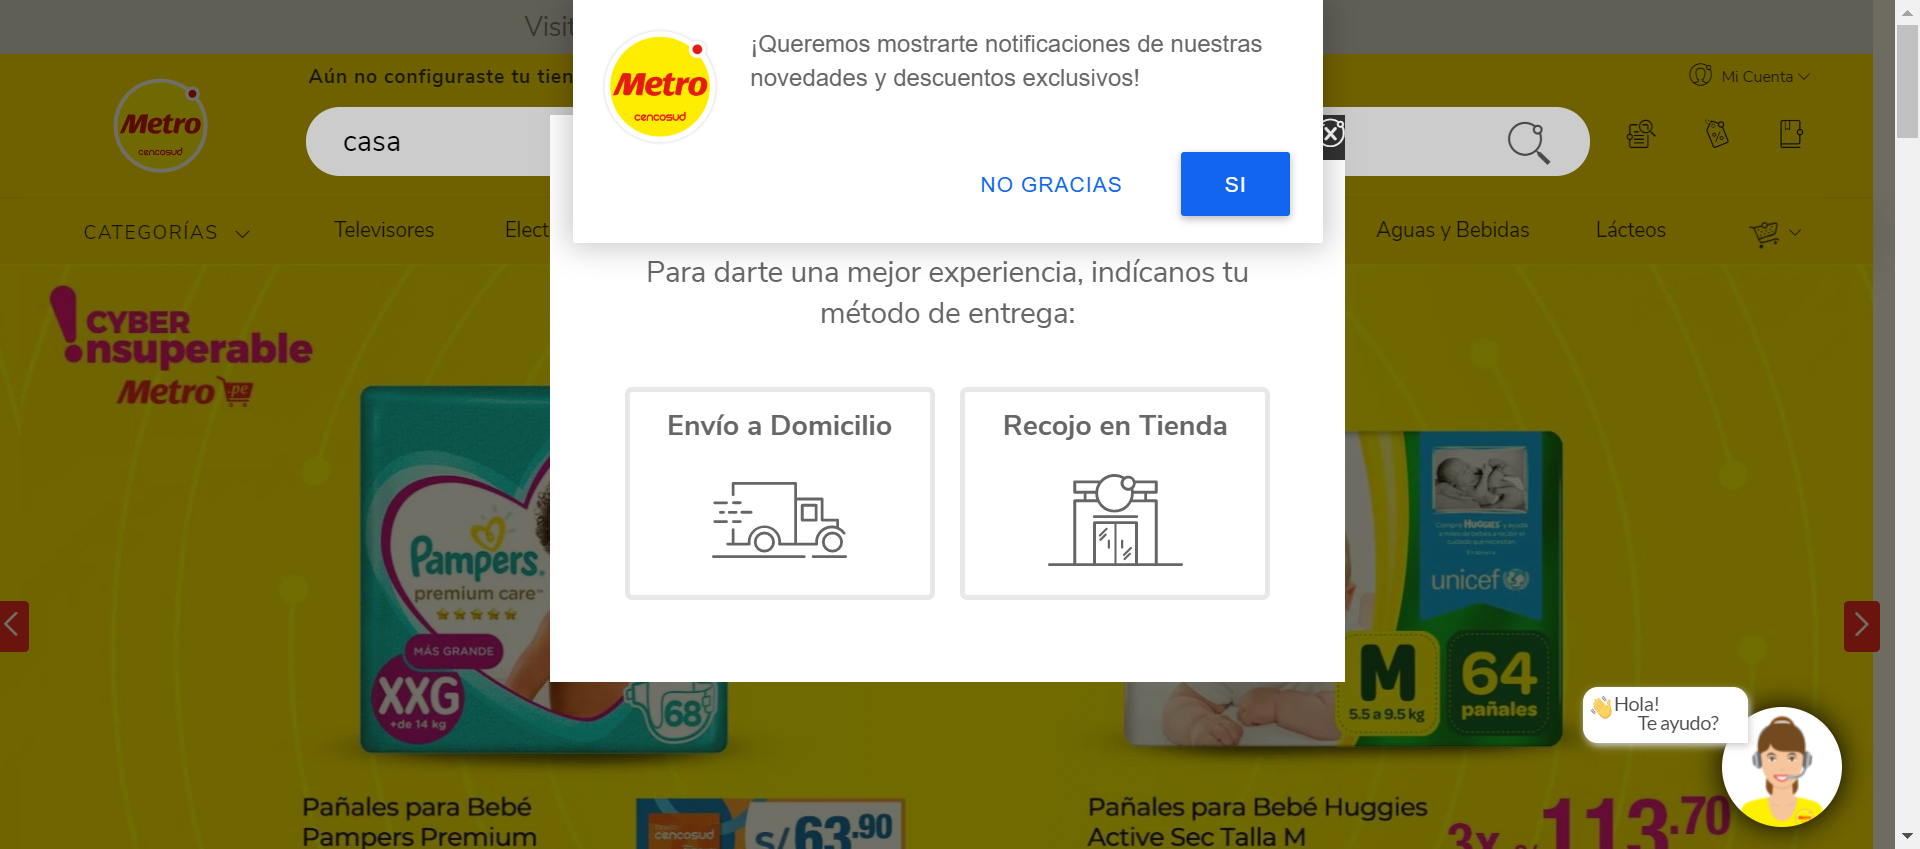 Visit
¡Queremos mostrarte notificaciones de nuestras
novedades y descuentos exclusivos!
Metro
cencosud
NO GRACIAS
SI
Aún no configuraste tu tien
Mi Cuenta
Metro
cencosud
casa
CATEGORÍAS
Televisores
Elect
Aguas y Bebidas
Lácteos
Para darte una mejor experiencia, indícanos tu
método de entrega:
Envío a Domicilio
Recojo en Tienda
CYBER
!nsuperable
Metro .pe
Pampers
premium care
MÁS GRANDE
XXG
+de 14 kg
68
Compra HUGGIES y ayuda
unicef
M
5.5 a 9.5 kg
64
pañales
Hola!
Te ayudo?
Pañales para Bebé
Pampers Premium
cencosud
S/63.90
Pañales para Bebé Huggies
Active Sec Talla M
3x S/ 113.70